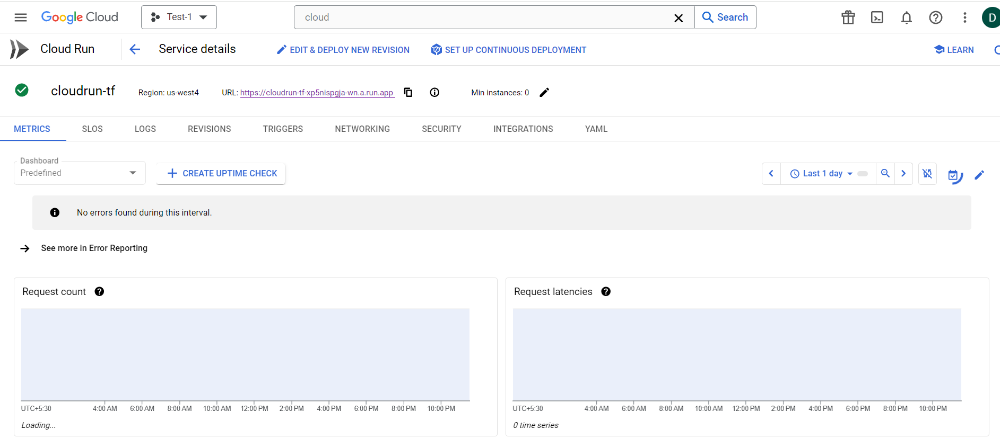 Google Cloud
Test-1
cloud
Search
D
Cloud Run
Service details
EDIT & DEPLOY NEW REVISION
SET UP CONTINUOUS DEPLOYMENT
LEARN
cloudrun-tf
Region: us-west4
URL: https://cloudrun-tf-xp5nispgja-wn.a.run.app
Min instances: 0
METRICS
SLOS
LOGS
REVISIONS
TRIGGERS
NETWORKING
SECURITY
INTEGRATIONS
YAML
Dashboard
Predefined
CREATE UPTIME CHECK
Last 1 day
No errors found during this interval.
See more in Error Reporting
Request count
UTC+5:30 4:00 AM 6:00 AM 8:00 AM 10:00 AM 12:00 PM 2:00 PM 4:00 PM 6:00 PM 8:00 PM 10:00 PM
Loading...
Request latencies
UTC+5:30 4:00 AM 6:00 AM 8:00 AM 10:00 AM 12:00 PM 2:00 PM 4:00 PM 6:00 PM 8:00 PM 10:00 PM
0 time series